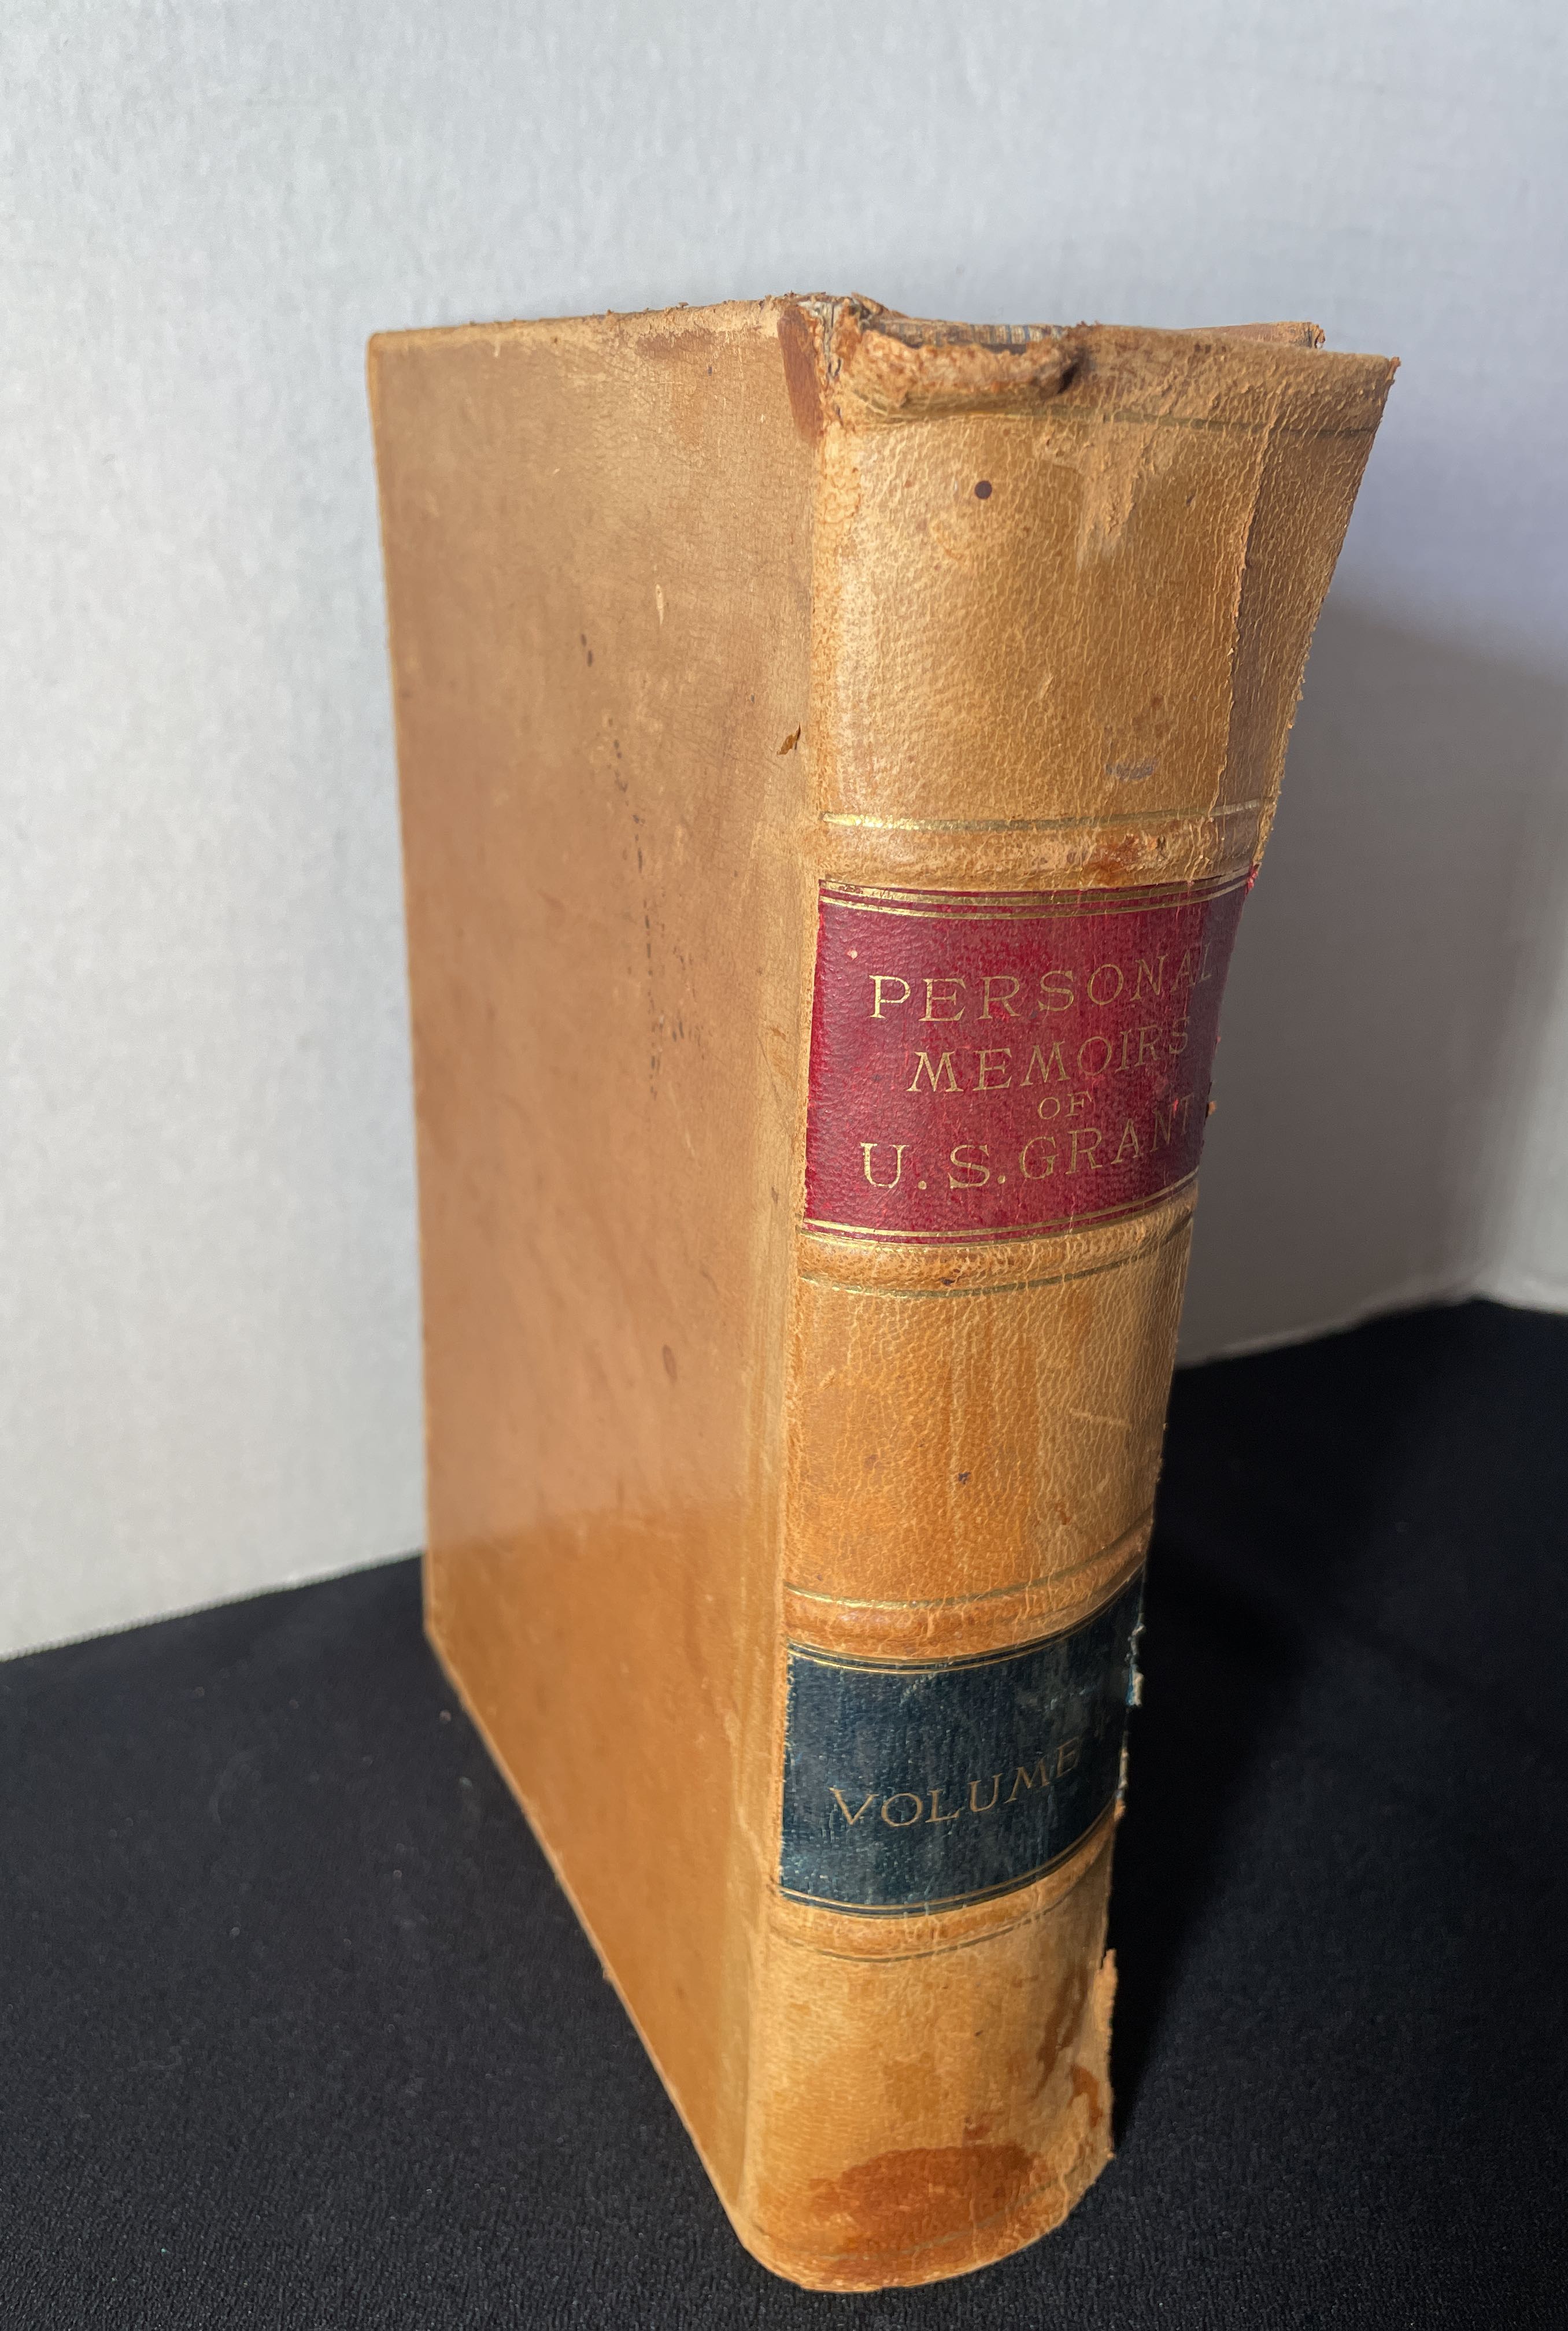 PERSONAL
MEMOIRS
OF
U.S.GRANT
VOLUME